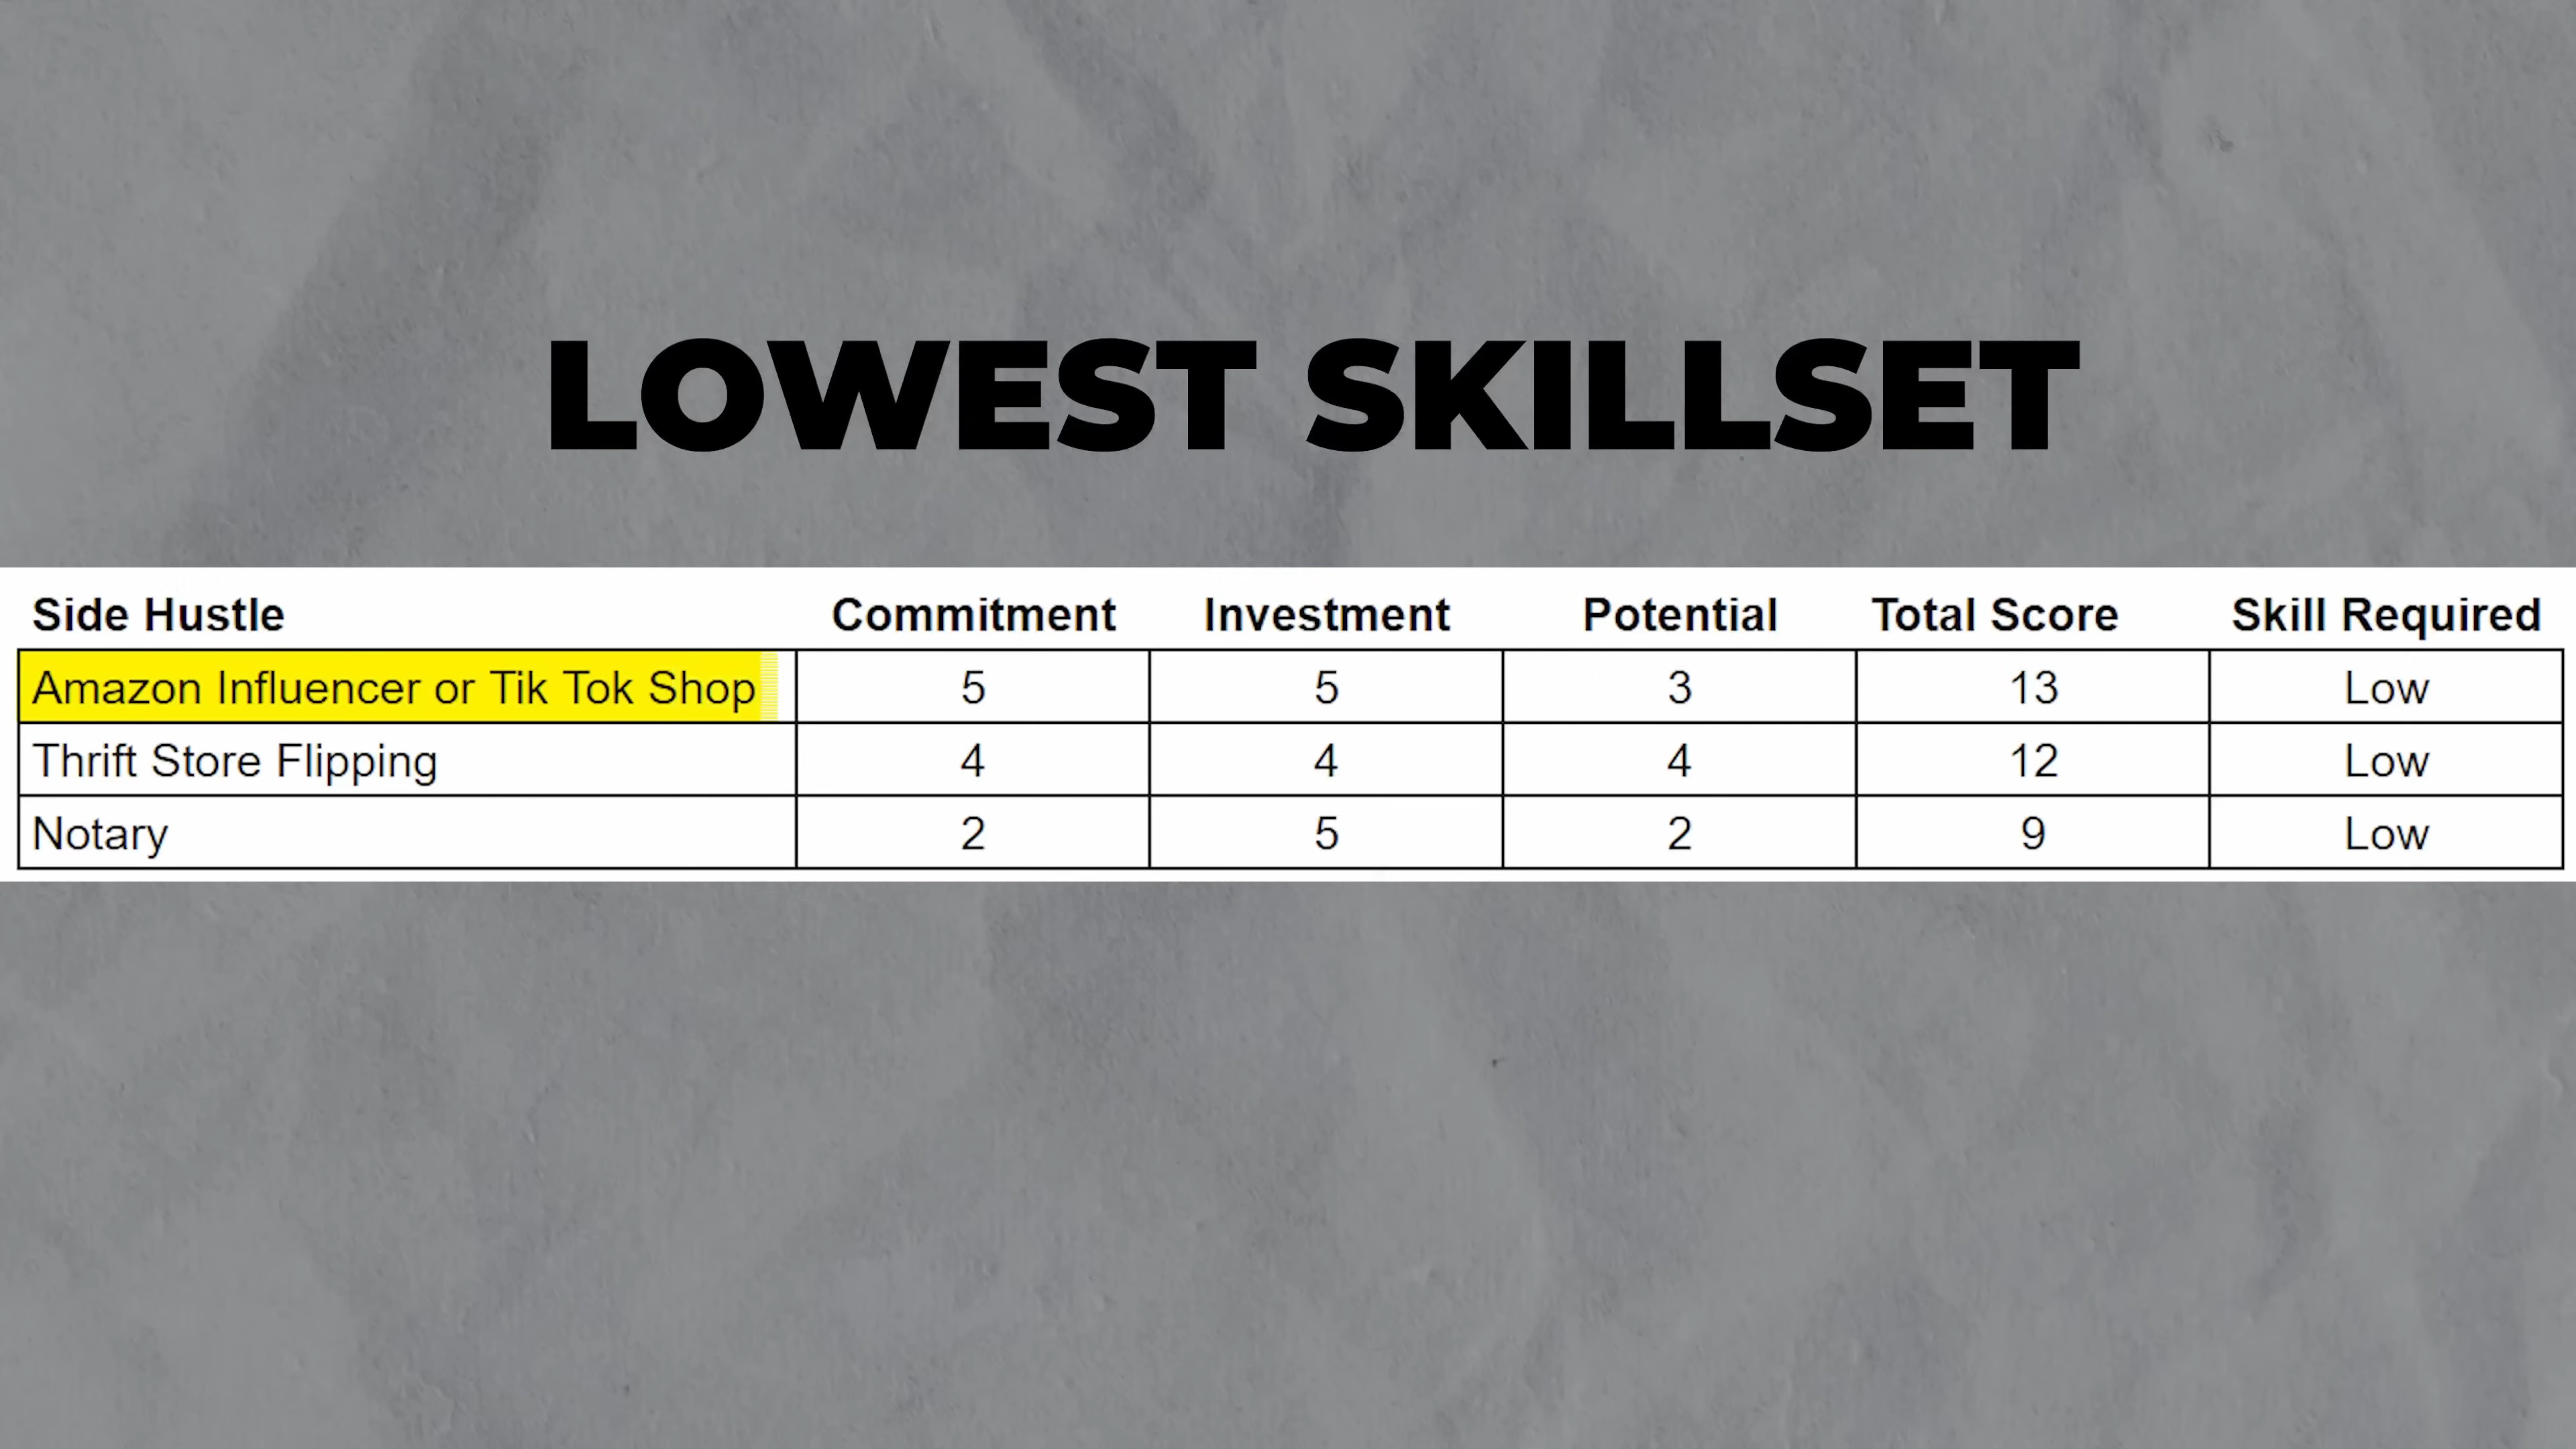 LOWEST SKILLSET
Side Hustle Commitment Investment Potential Total Score Skill Required
Amazon Influencer or Tik Tok Shop 5 5 3 13 Low
Thrift Store Flipping 4 4 4 12 Low
Notary 2 5 2 9 Low